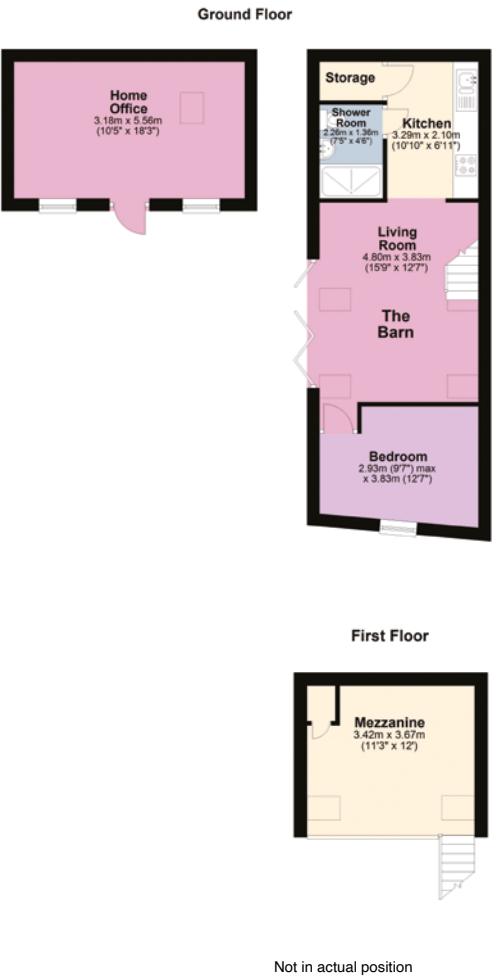 Ground Floor
Home
Office
3.18m x 5.56m
(10'5" x 18'3")
Storage
Shower
Room
2.26m x 1.36m
(7'5" x 4'6")
Kitchen
3.29m x 2.10m
(10'10" x 6'11")
Living
Room
4.80m x 3.83m
(15'9" x 12'7")
The
Barn
Bedroom
2.93m (9'7") max
x 3.83m (12'7")
First Floor
Mezzanine
3.42m x 3.67m
(11'3" x 12')
Not in actual position